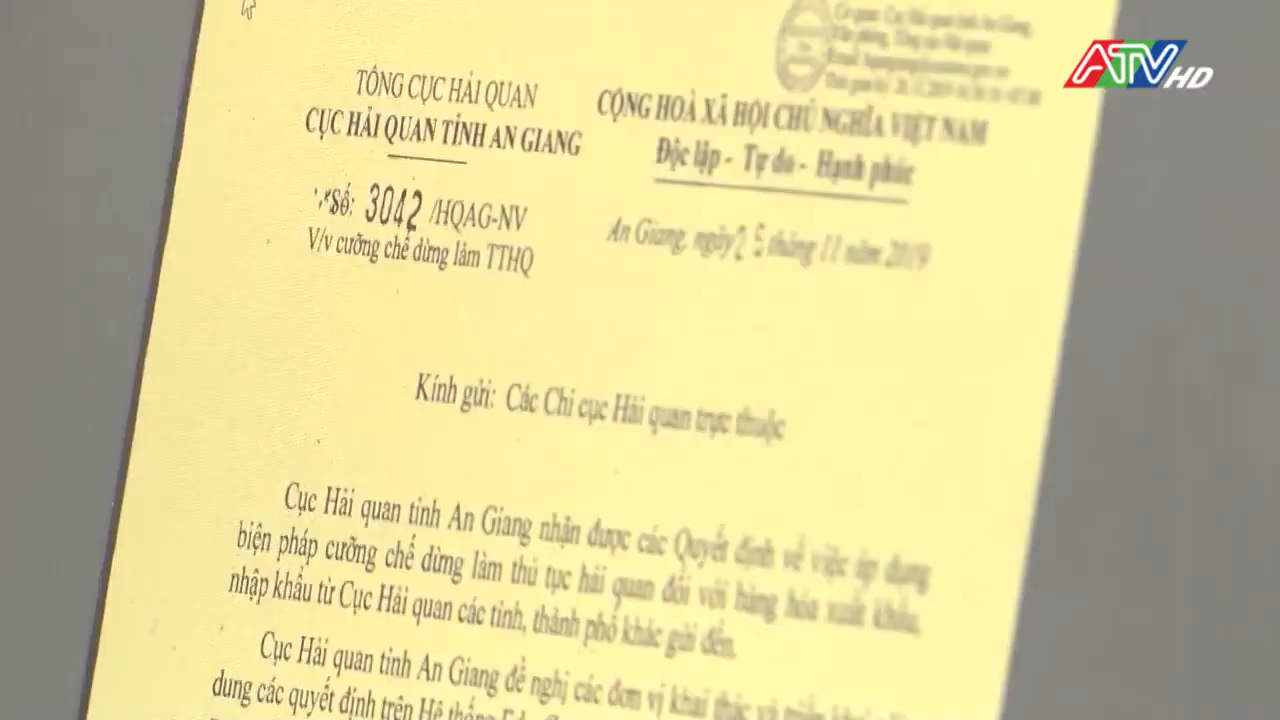 ATV HD
TỔNG CỤC HẢI QUAN
CỤC HẢI QUAN TỈNH AN GIANG
Số: 3042/HQAG-NV
V/v cưỡng chế dừng làm TTHQ
CỘNG HOÀ XÃ HỘI CHỦ NGHĨA VIỆT NAM
Độc lập - Tự do - Hạnh phúc
An Giang, ngày 25 tháng 11 năm 2019
Kính gửi: Các Chi cục Hải quan trực thuộc
Cục Hải quan tỉnh An Giang nhận được các Quyết định về việc áp dụng
biện pháp cưỡng chế dừng làm thủ tục hải quan đối với hàng hóa xuất khẩu,
nhập khẩu từ Cục Hải quan các tỉnh, thành phố khác gửi đến.
Cục Hải quan tỉnh An Giang đề nghị các đơn vị khai thác và triển khai
dung các quyết định trên Hệ thống